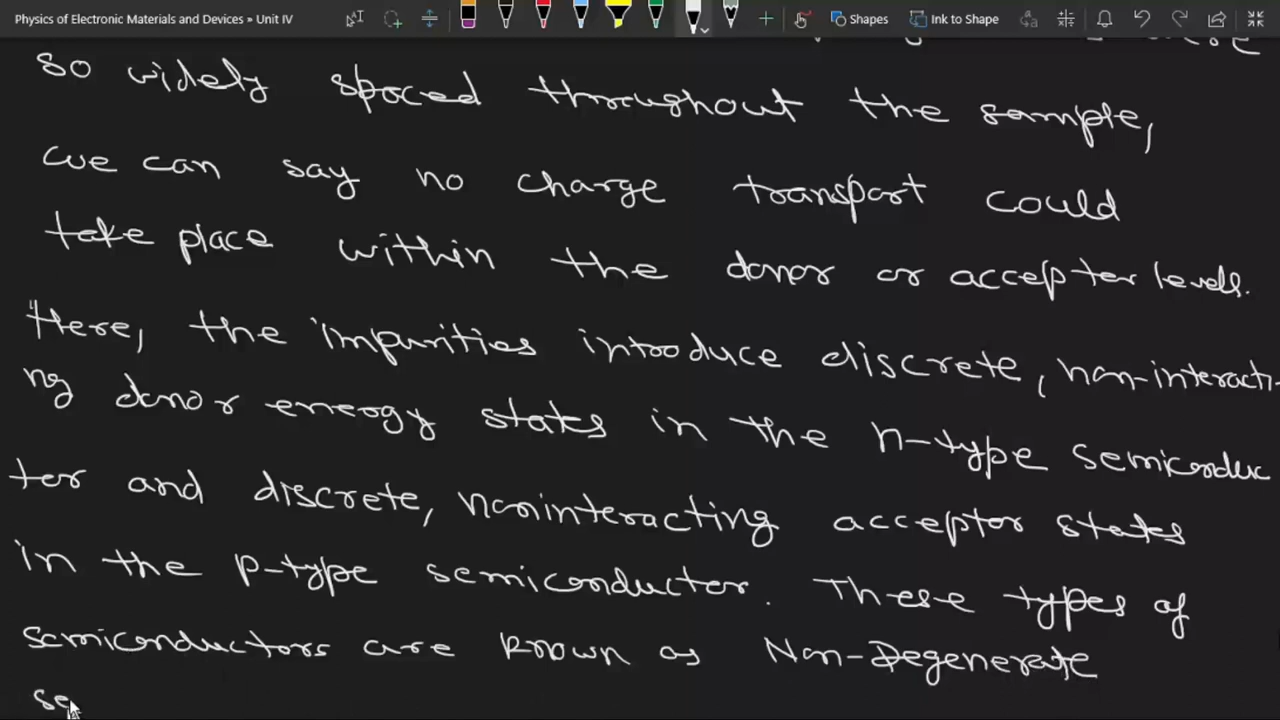 Physics of Electronic Materials and Devices » Unit IV
Shapes
Ink to Shape
so widely spaced throughout the sample,
we can say no charge transport could
take place within the donor or accepter levels.
Here, the impurities introduce discrete, non-interacti-
ng donor energy states in the n-type semiconduc
tor and discrete, noninteracting acceptor states
in the p-type semiconductor. These types of
semiconductors are known as Non-Degenerate
se